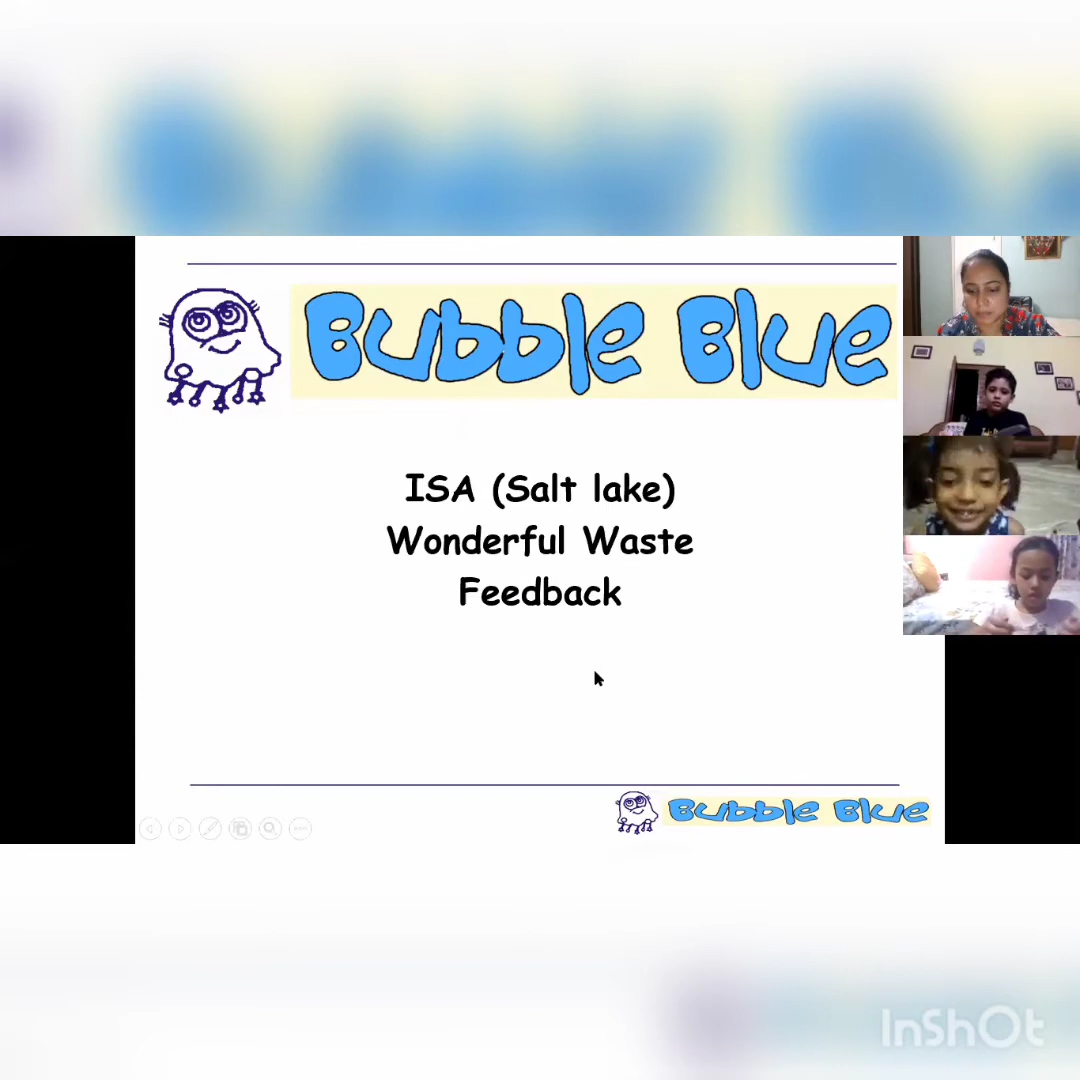 Bubble Blue
ISA (Salt lake)
Wonderful Waste
Feedback
Bubble Blue
InShOt